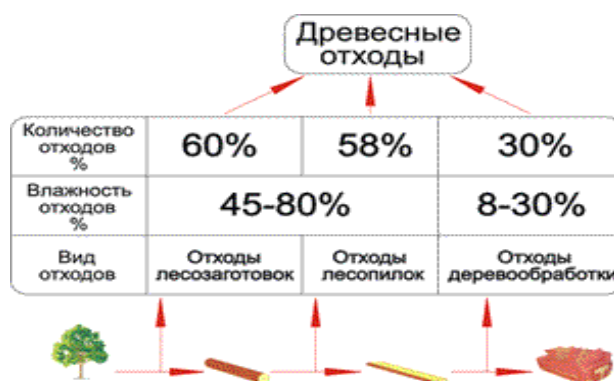 Древесные
отходы
Количество
отходов
%
60%
58%
30%
Влажность
отходов
%
45-80%
8-30%
Вид
отходов
Отходы
лесозаготовок
Отходы
лесопилок
Отходы
деревообработки